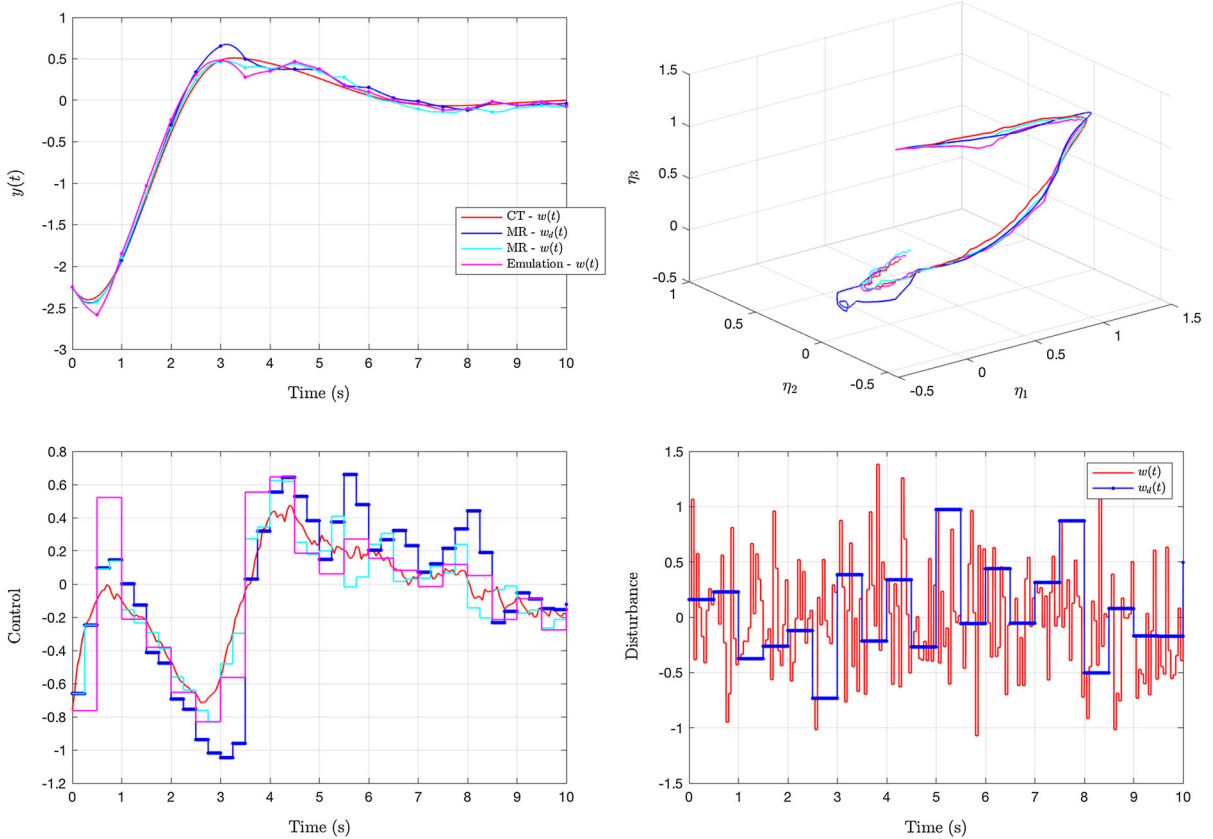 1
0.5
0
-0.5
-1
-1.5
-2
-2.5
-3
y(t)
0 1 2 3 4 5 6 7 8 9 10
Time (s)
CT - w(t)
MR - w_d(t)
MR - w(t)
Emulation - w(t)
1.5
1
0.5
0
-0.5
η₃
1
0.5
0
-0.5
η₂
-0.5
0
0.5
1
1.5
η₁
0.8
0.6
0.4
0.2
0
-0.2
-0.4
-0.6
-0.8
-1
-1.2
Control
0 1 2 3 4 5 6 7 8 9 10
Time (s)
1.5
1
0.5
0
-0.5
-1
-1.5
Disturbance
0 1 2 3 4 5 6 7 8 9 10
Time (s)
w(t)
w_d(t)